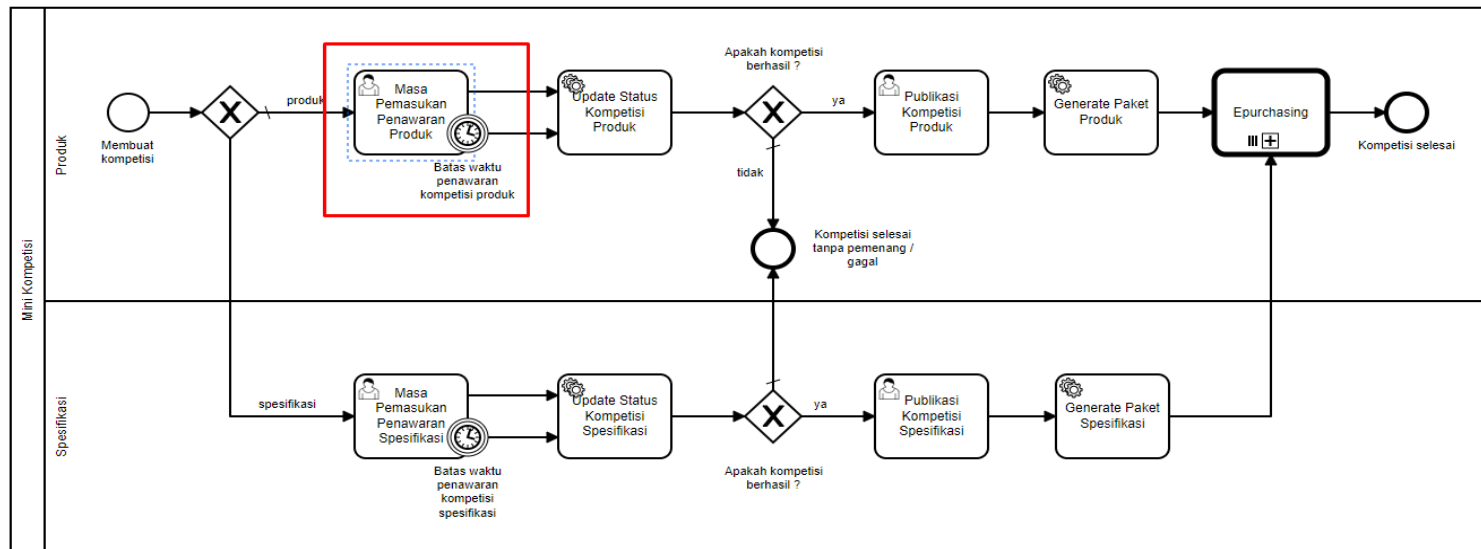 Mini Kompetisi
Produk
Membuat
kompetisi
produk
Masa
Pemasukan
Penawaran
Produk
Batas waktu
penawaran
kompetisi produk
Update Status
Kompetisi
Produk
Apakah kompetisi
berhasil ?
ya
tidak
Publikasi
Kompetisi
Produk
Generate Paket
Produk
Epurchasing
Kompetisi selesai
Kompetisi selesai
tanpa pemenang /
gagal
Spesifikasi
spesifikasi
Masa
Pemasukan
Penawaran
Spesifikasi
Batas waktu
penawaran
kompetisi
spesifikasi
Update Status
Kompetisi
Spesifikasi
Apakah kompetisi
berhasil ?
ya
Publikasi
Kompetisi
Spesifikasi
Generate Paket
Spesifikasi